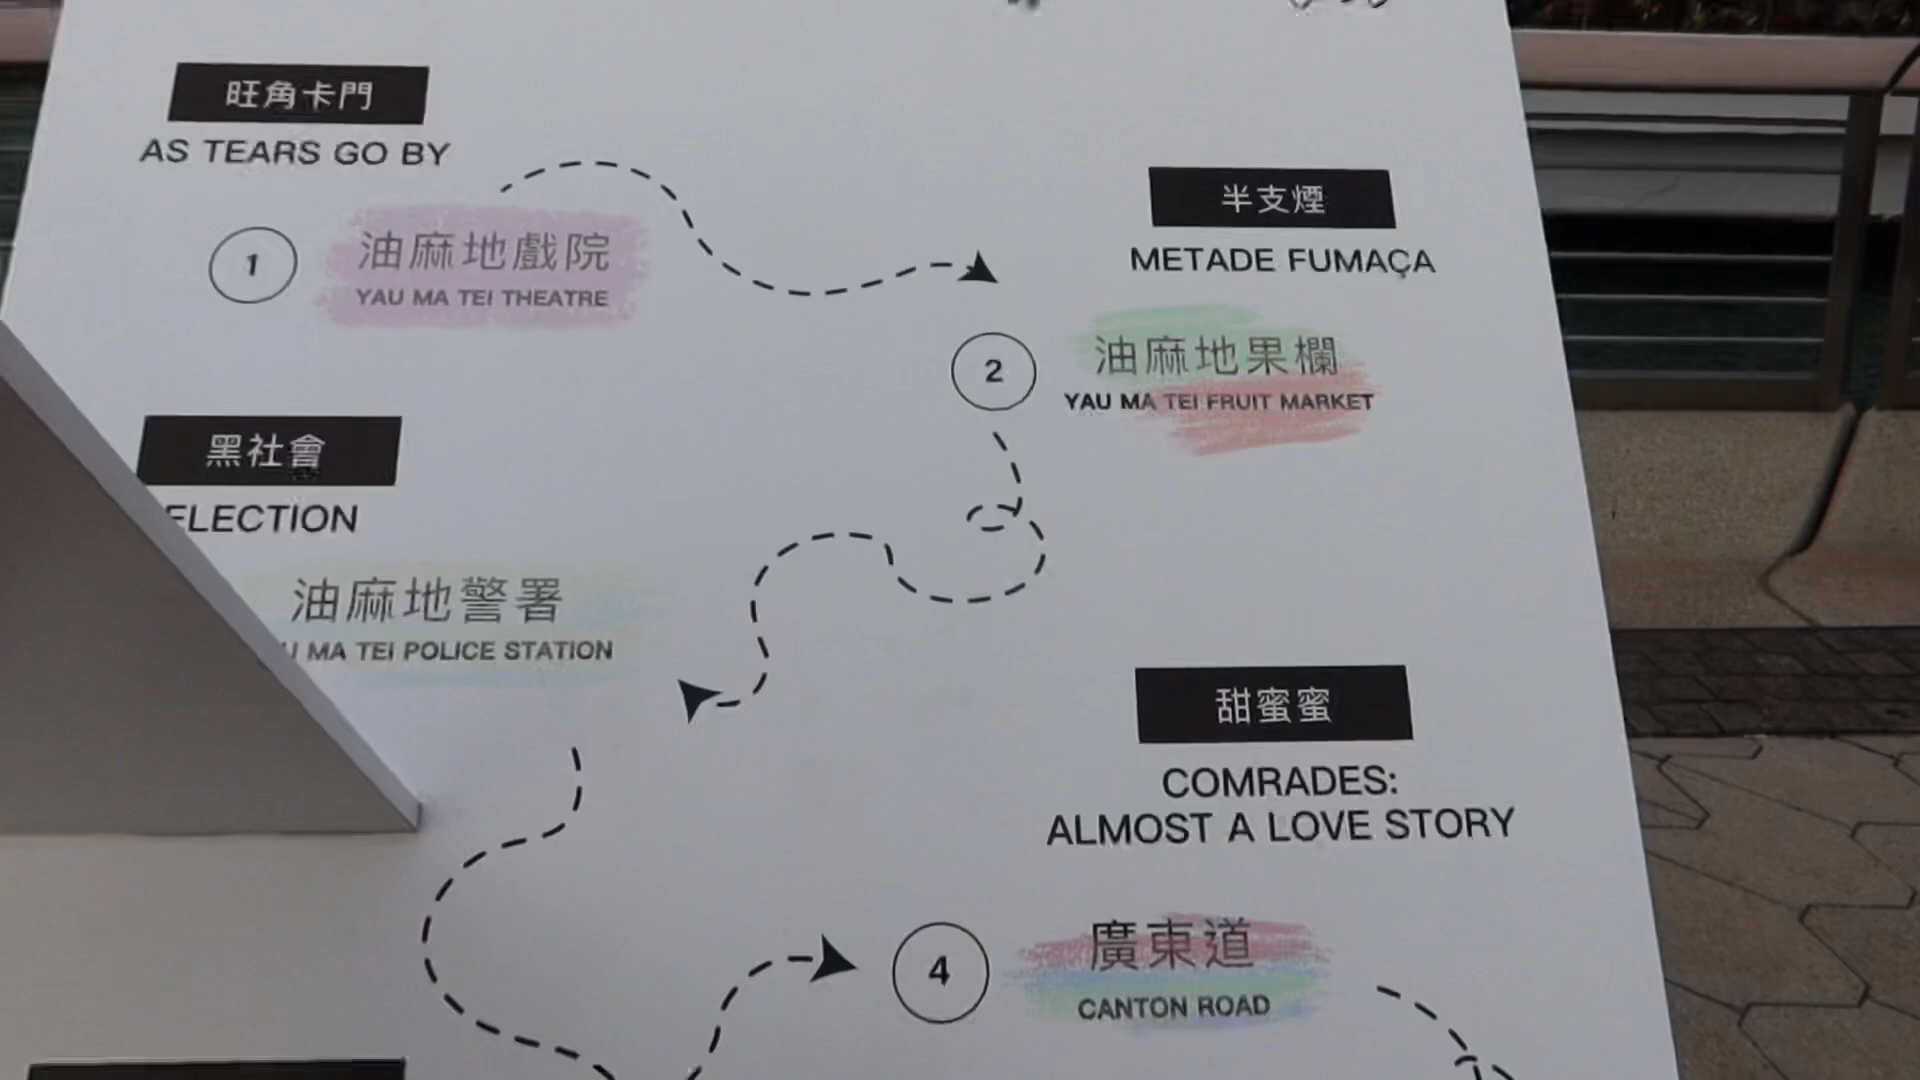 旺角卡門
AS TEARS GO BY
1
油麻地戲院
YAU MA TEI THEATRE
半支煙
METADE FUMAÇA
2
油麻地果欄
YAU MA TEI FRUIT MARKET
黑社會
ELECTION
油麻地警署
U MA TEI POLICE STATION
甜蜜蜜
COMRADES:
ALMOST A LOVE STORY
4
廣東道
CANTON ROAD